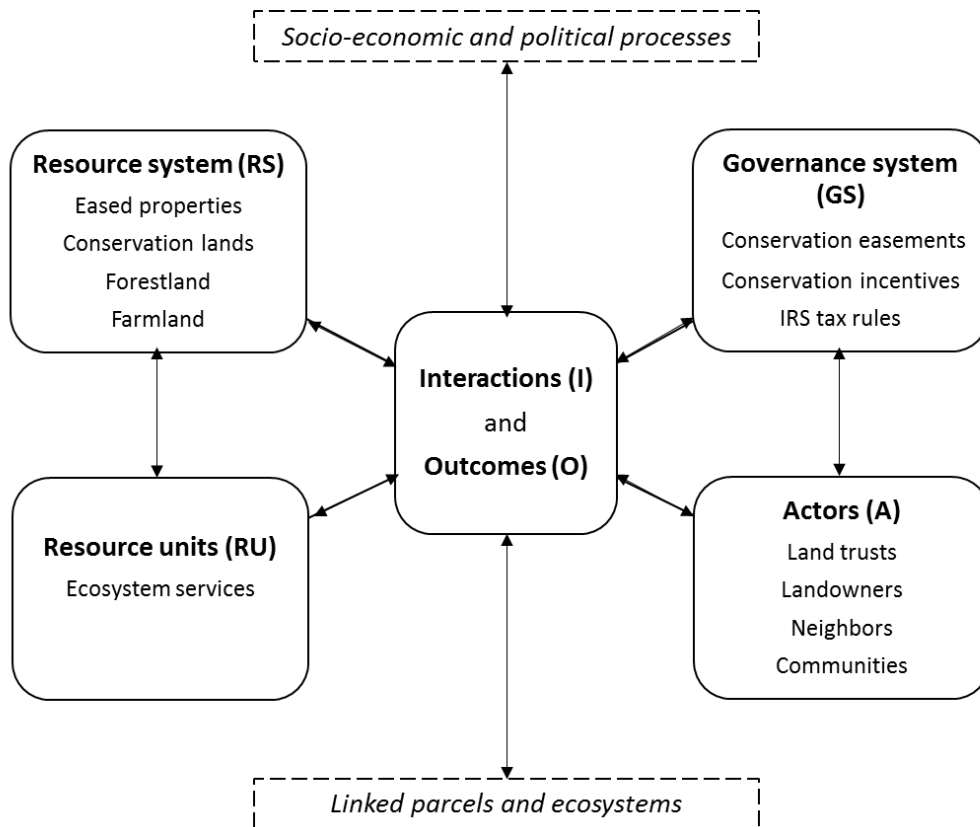 Socio-economic and political processes
Resource system (RS)
Eased properties
Conservation lands
Forestland
Farmland
Governance system
(GS)
Conservation easements
Conservation incentives
IRS tax rules
Interactions (I)
and
Outcomes (O)
Resource units (RU)
Ecosystem services
Actors (A)
Land trusts
Landowners
Neighbors
Communities
Linked parcels and ecosystems